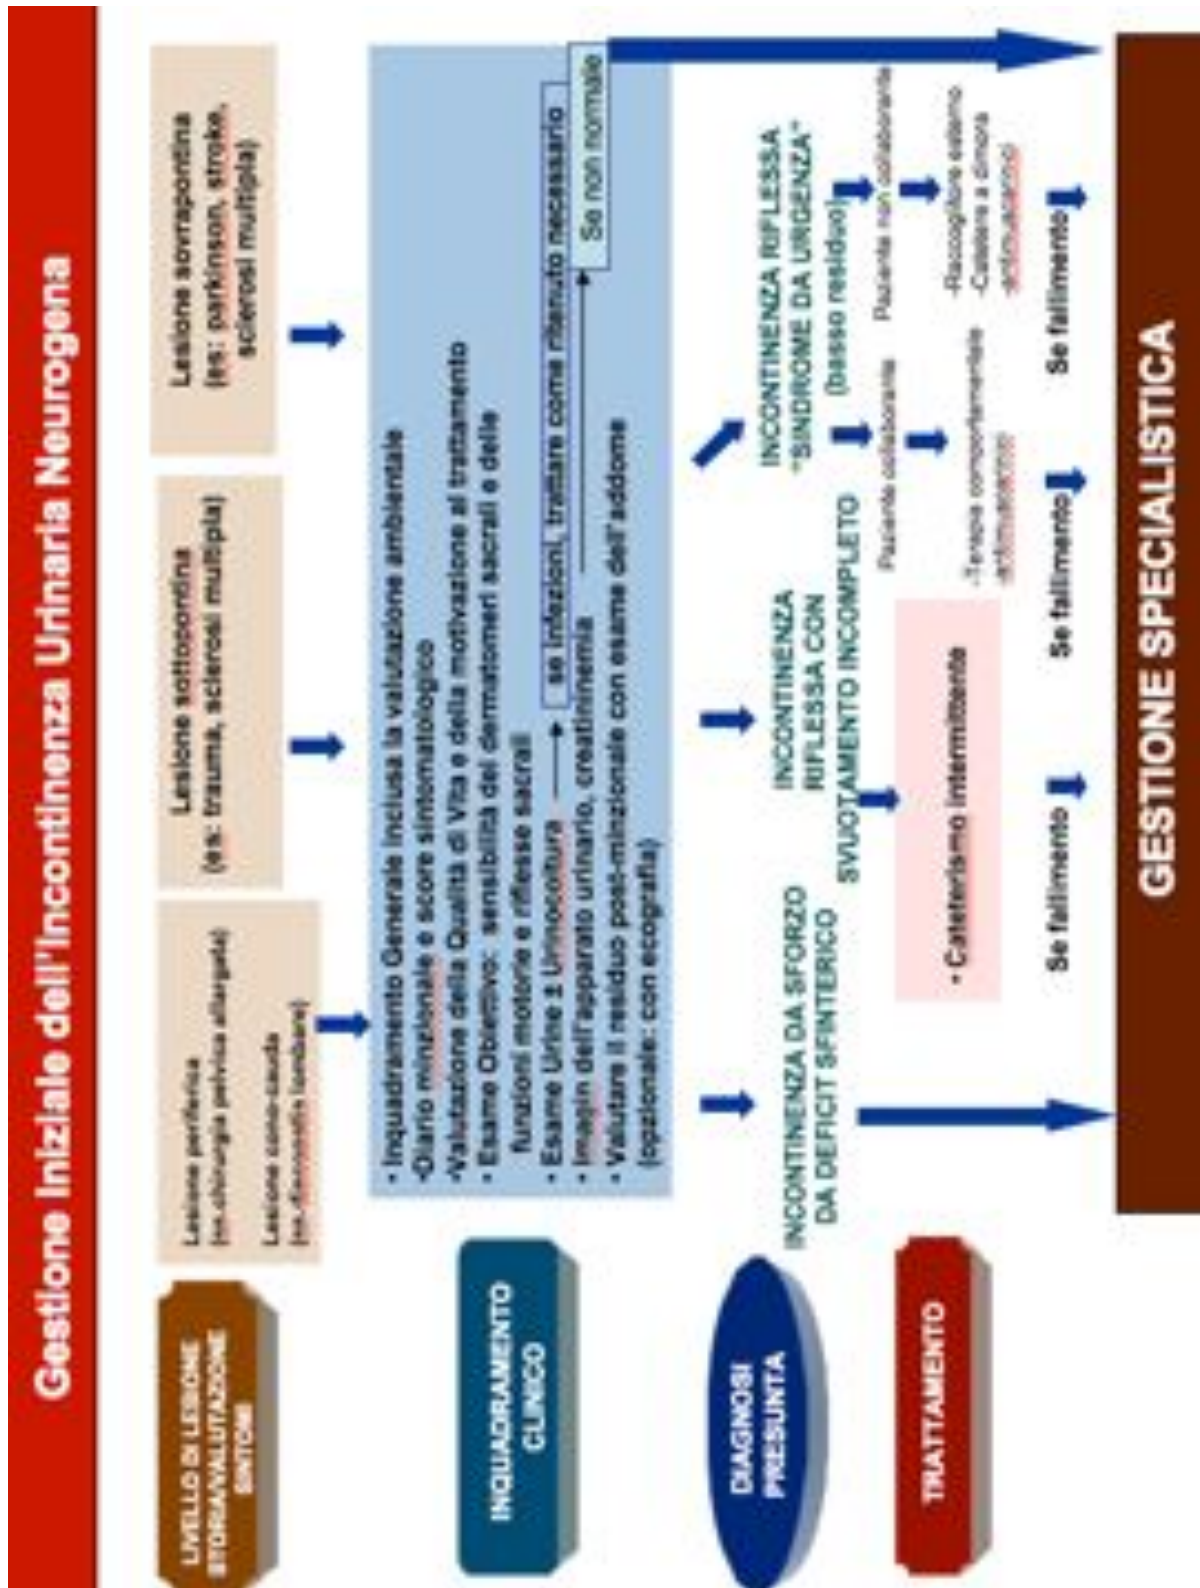 Gestione Iniziale dell'Incontinenza Urinaria Neurogena
LIVELLO DI LESIONE
STORIA/VALUTAZIONE
SINTOMI
Lesione periferica
(es.chirurgia pelvica allargata)
Lesione cono-cauda
(es.discopatia lombare)
Lesione sottopontina
(es: trauma, sclerosi multipla)
Lesione sovrapontina
(es: parkinson, stroke,
sclerosi multipla)
INQUADRAMENTO
CLINICO
• Inquadramento Generale inclusa la valutazione ambientale
•Diario minzionale e score sintomatologico
•Valutazione della Qualità di Vita e della motivazione al trattamento
• Esame Obiettivo: sensibilità dei dermatomeri sacrali e delle
funzioni motorie e riflesse sacrali
• Esame Urine ± Urinocoltura
se infezioni, trattare come ritenuto necessario
• Imagin dell'apparato urinario, creatininemia
Se non normale
• Valutare il residuo post-minzionale con esame dell'addome
(opzionale: con ecografia)
DIAGNOSI
PRESUNTA
INCONTINENZA DA SFORZO
DA DEFICIT SFINTERICO
INCONTINENZA
RIFLESSA CON
SVUOTAMENTO INCOMPLETO
INCONTINENZA RIFLESSA
"SINDROME DA URGENZA"
(basso residuo)
TRATTAMENTO
• Cateterismo intermittente
Paziente collaborante
-Terapia comportamentale
-antimuscarinici
Paziente non collaborante
-Raccoglitore esterno
-Catetere a dimora
-antimuscarinici
Se fallimento
Se fallimento
Se fallimento
GESTIONE SPECIALISTICA